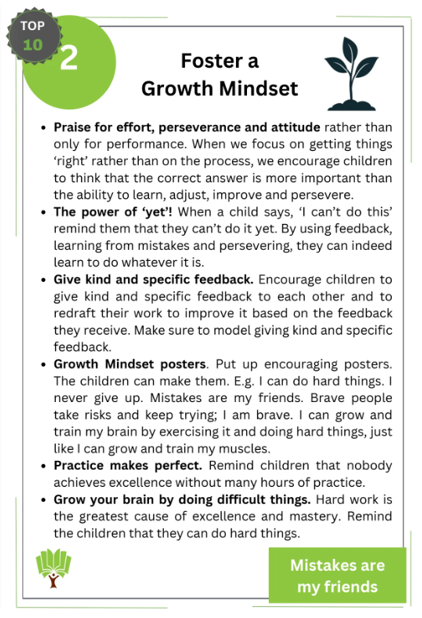 TOP
10
2
Foster a
Growth Mindset
• Praise for effort, perseverance and attitude rather than
only for performance. When we focus on getting things
‘right’ rather than on the process, we encourage children
to think that the correct answer is more important than
the ability to learn, adjust, improve and persevere.
• The power of ‘yet’! When a child says, ‘I can’t do this’
remind them that they can’t do it yet. By using feedback,
learning from mistakes and persevering, they can indeed
learn to do whatever it is.
• Give kind and specific feedback. Encourage children to
give kind and specific feedback to each other and to
redraft their work to improve it based on the feedback
they receive. Make sure to model giving kind and specific
feedback.
• Growth Mindset posters. Put up encouraging posters.
The children can make them. E.g. I can do hard things. I
never give up. Mistakes are my friends. Brave people
take risks and keep trying; I am brave. I can grow and
train my brain by exercising it and doing hard things, just
like I can grow and train my muscles.
• Practice makes perfect. Remind children that nobody
achieves excellence without many hours of practice.
• Grow your brain by doing difficult things. Hard work is
the greatest cause of excellence and mastery. Remind
the children that they can do hard things.
Mistakes are
my friends